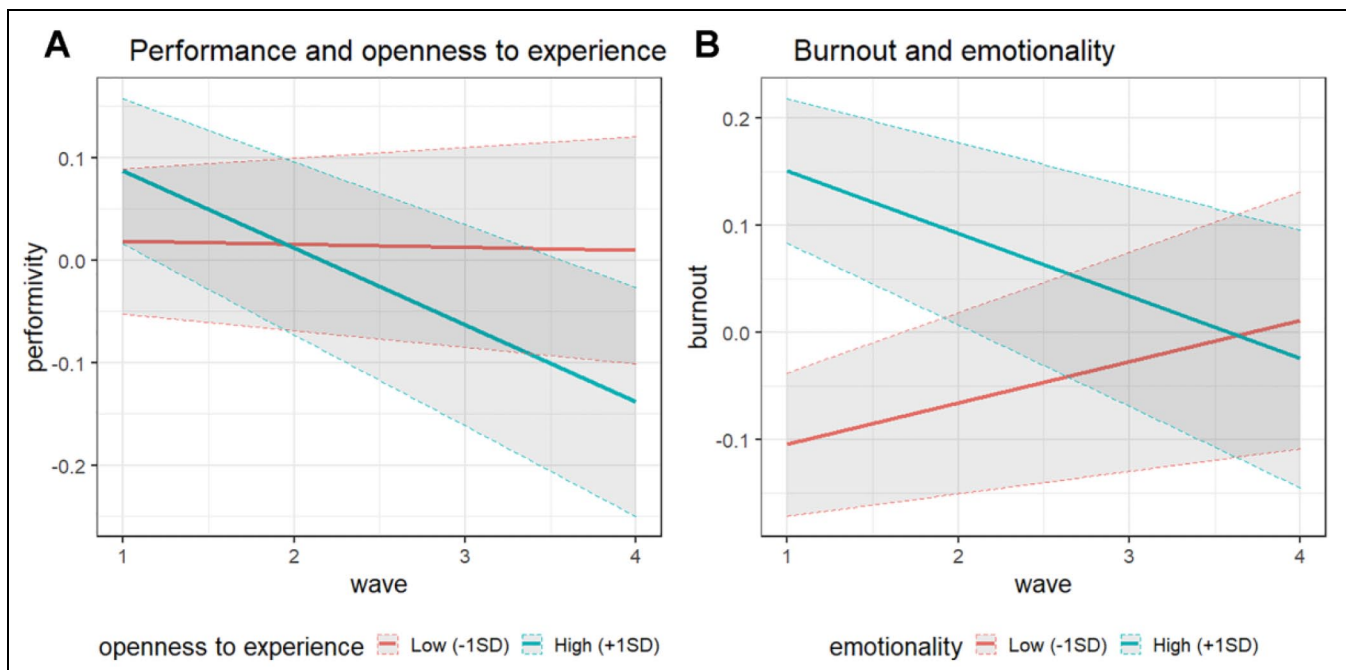 A Performance and openness to experience
0.1
0.0
-0.1
-0.2
performivity
1 2 3 4
wave
openness to experience Low (-1SD) High (+1SD)
B Burnout and emotionality
0.2
0.1
0.0
-0.1
burnout
1 2 3 4
wave
emotionality Low (-1SD) High (+1SD)